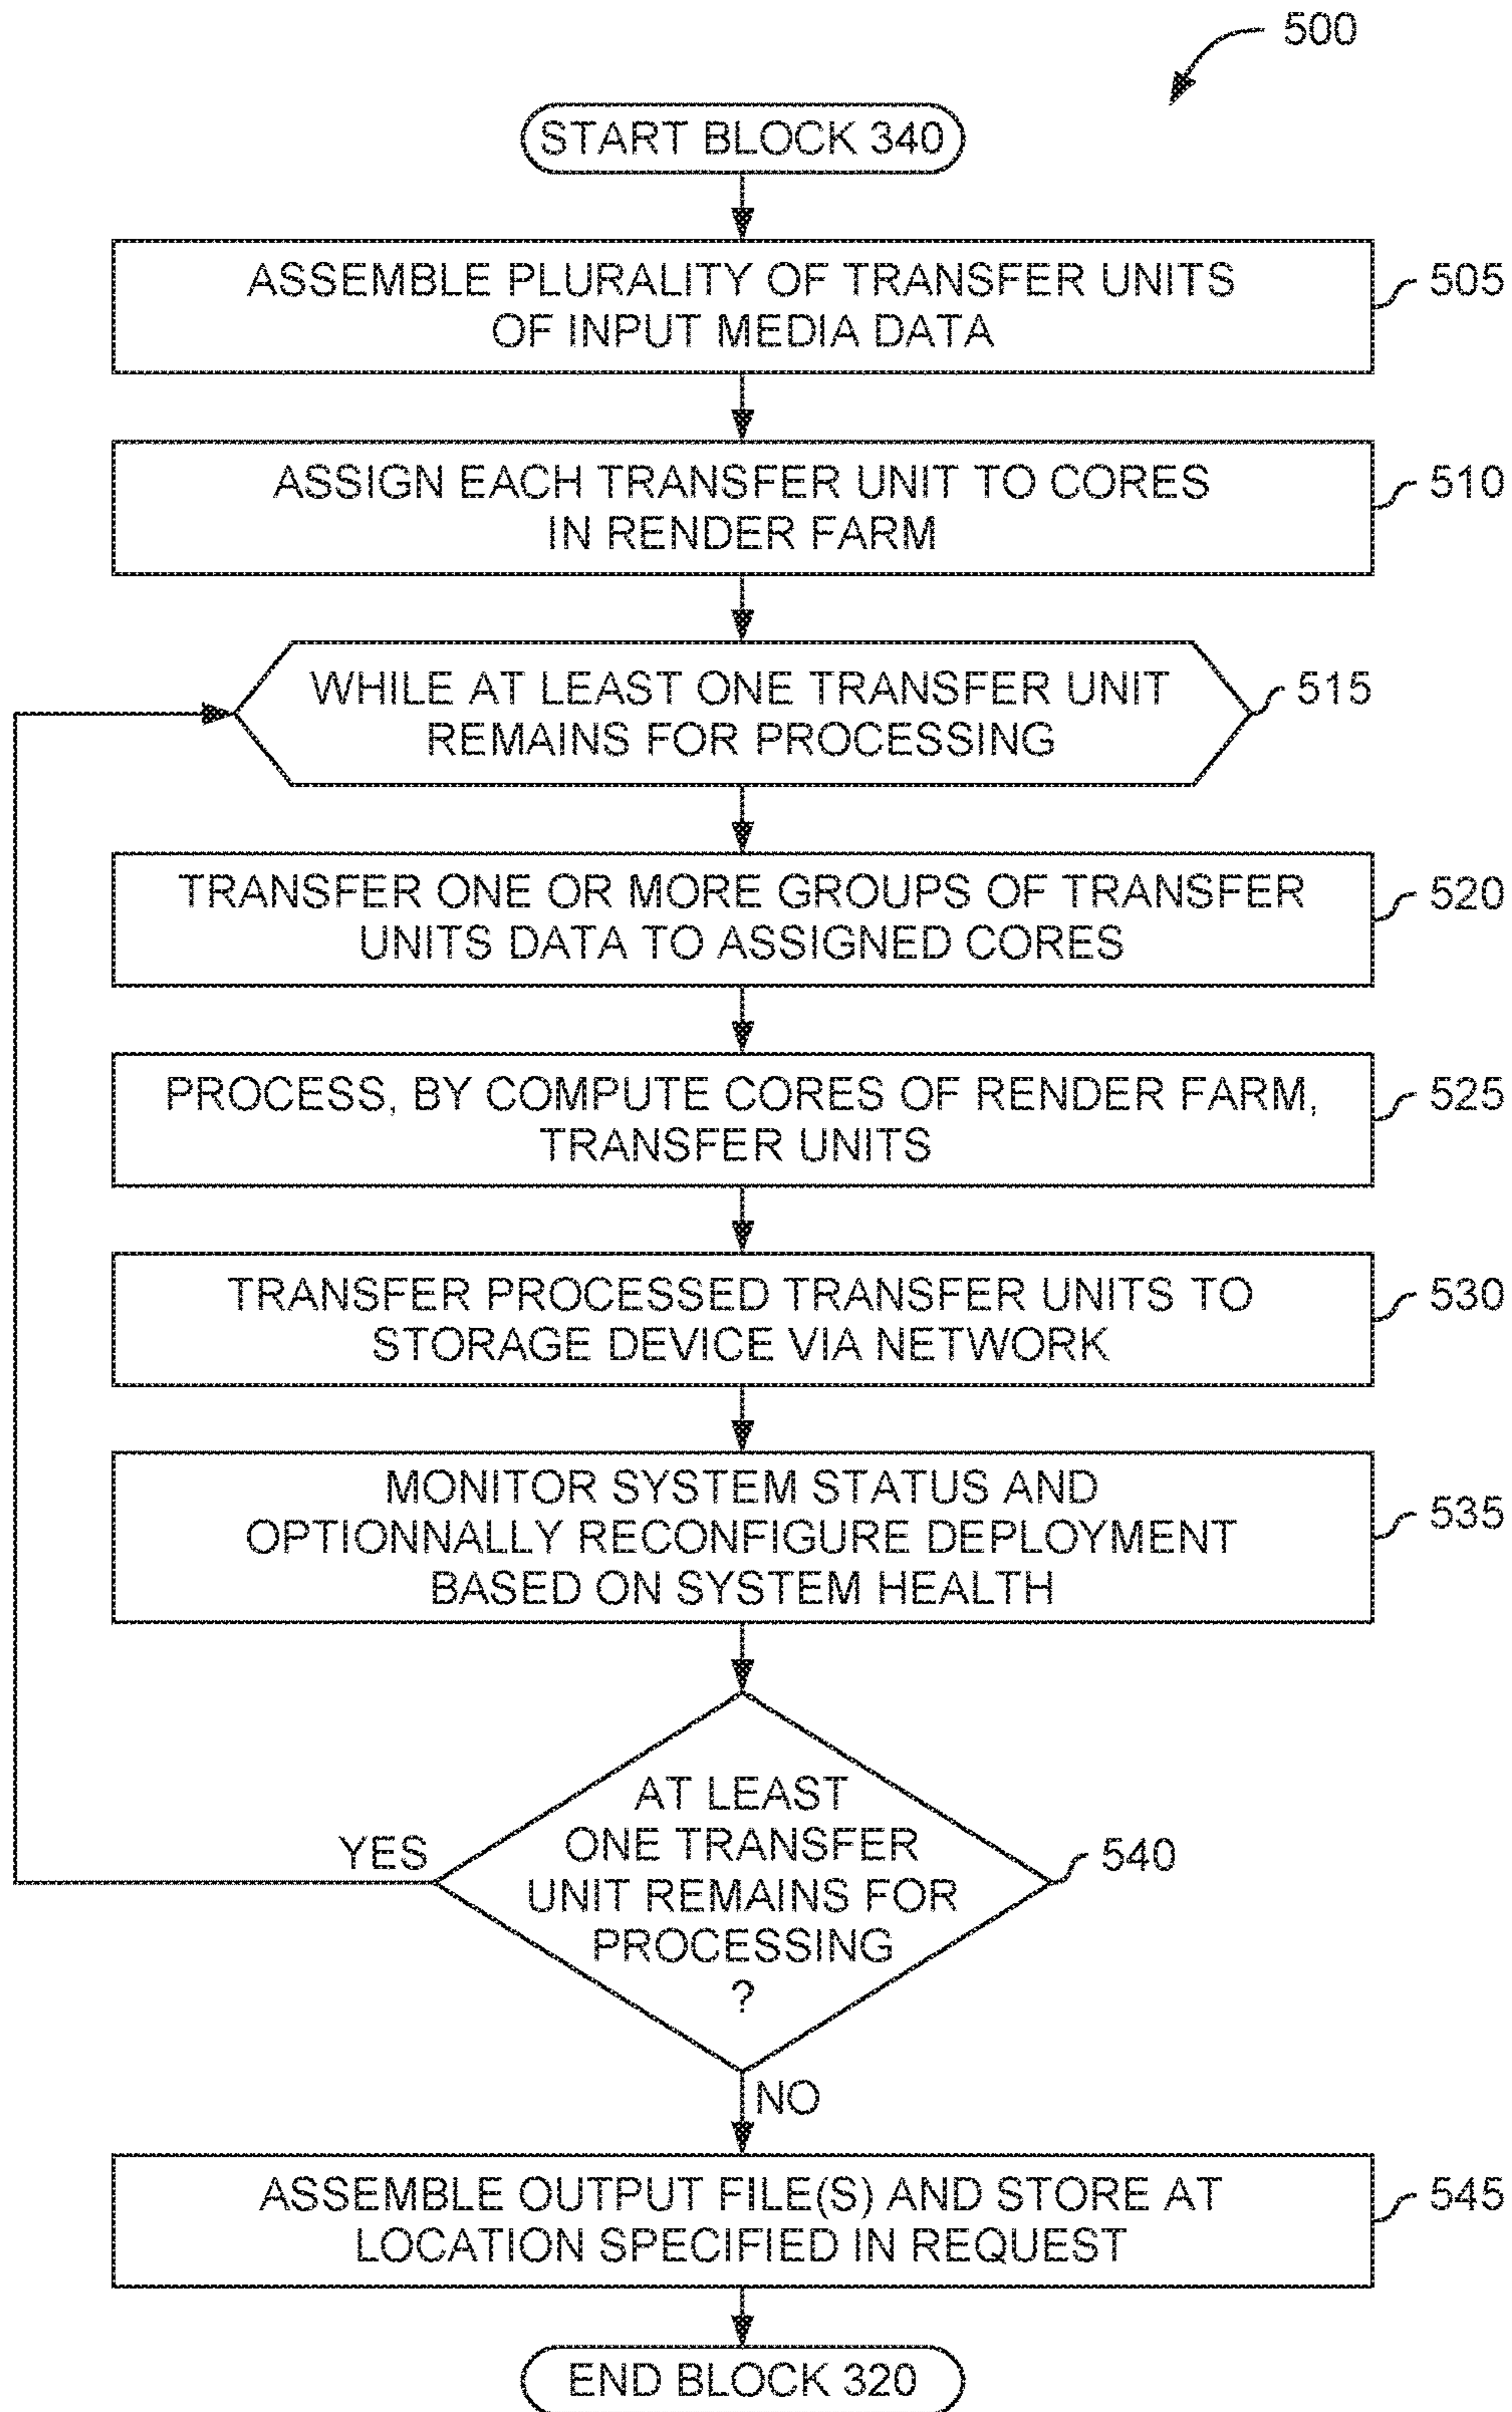 500
START BLOCK 340
ASSEMBLE PLURALITY OF TRANSFER UNITS
OF INPUT MEDIA DATA
505
ASSIGN EACH TRANSFER UNIT TO CORES
IN RENDER FARM
510
WHILE AT LEAST ONE TRANSFER UNIT
REMAINS FOR PROCESSING
515
TRANSFER ONE OR MORE GROUPS OF TRANSFER
UNITS DATA TO ASSIGNED CORES
520
PROCESS, BY COMPUTE CORES OF RENDER FARM,
TRANSFER UNITS
525
TRANSFER PROCESSED TRANSFER UNITS TO
STORAGE DEVICE VIA NETWORK
530
MONITOR SYSTEM STATUS AND
OPTIONNALLY RECONFIGURE DEPLOYMENT
BASED ON SYSTEM HEALTH
535
AT LEAST
ONE TRANSFER
UNIT REMAINS FOR
PROCESSING
?
540
YES
NO
ASSEMBLE OUTPUT FILE(S) AND STORE AT
LOCATION SPECIFIED IN REQUEST
545
END BLOCK 320